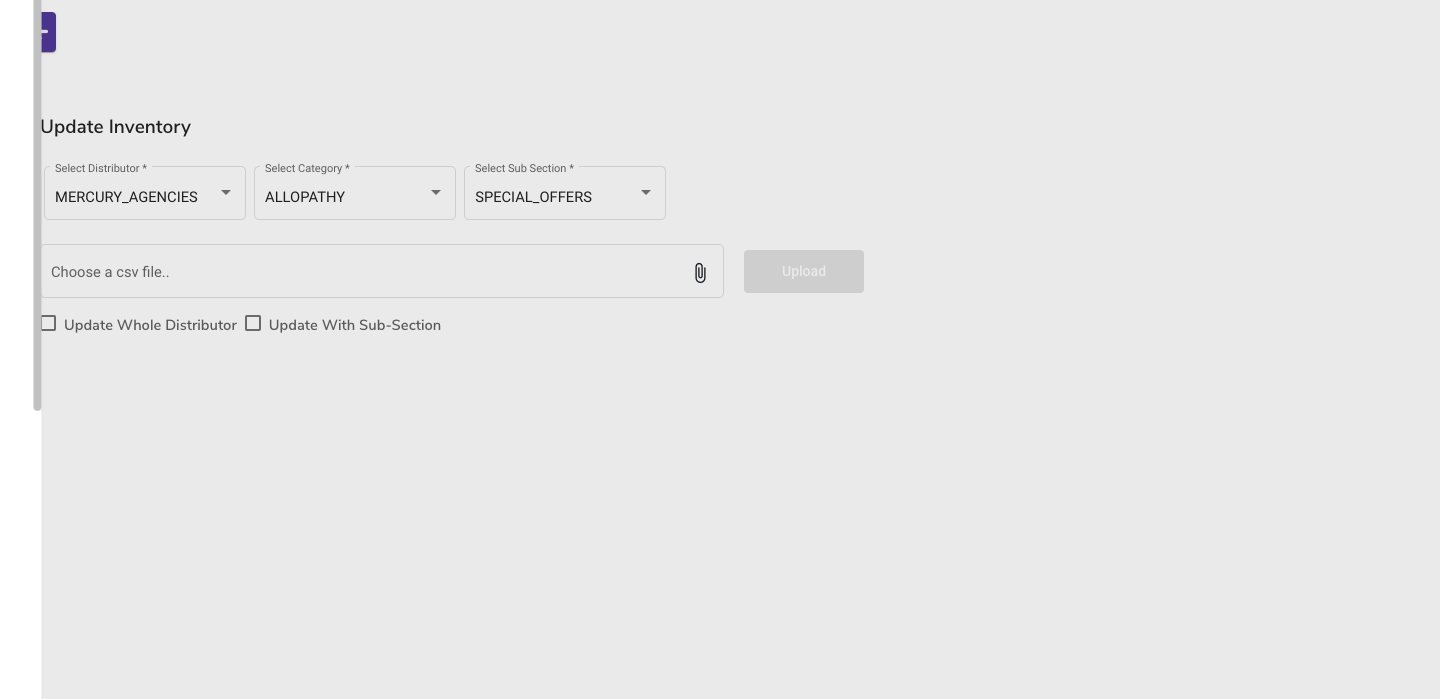 Update Inventory
Select Distributor *
MERCURY_AGENCIES
Select Category *
ALLOPATHY
Select Sub Section *
SPECIAL_OFFERS
Choose a csv file..
Upload
Update Whole Distributor
Update With Sub-Section